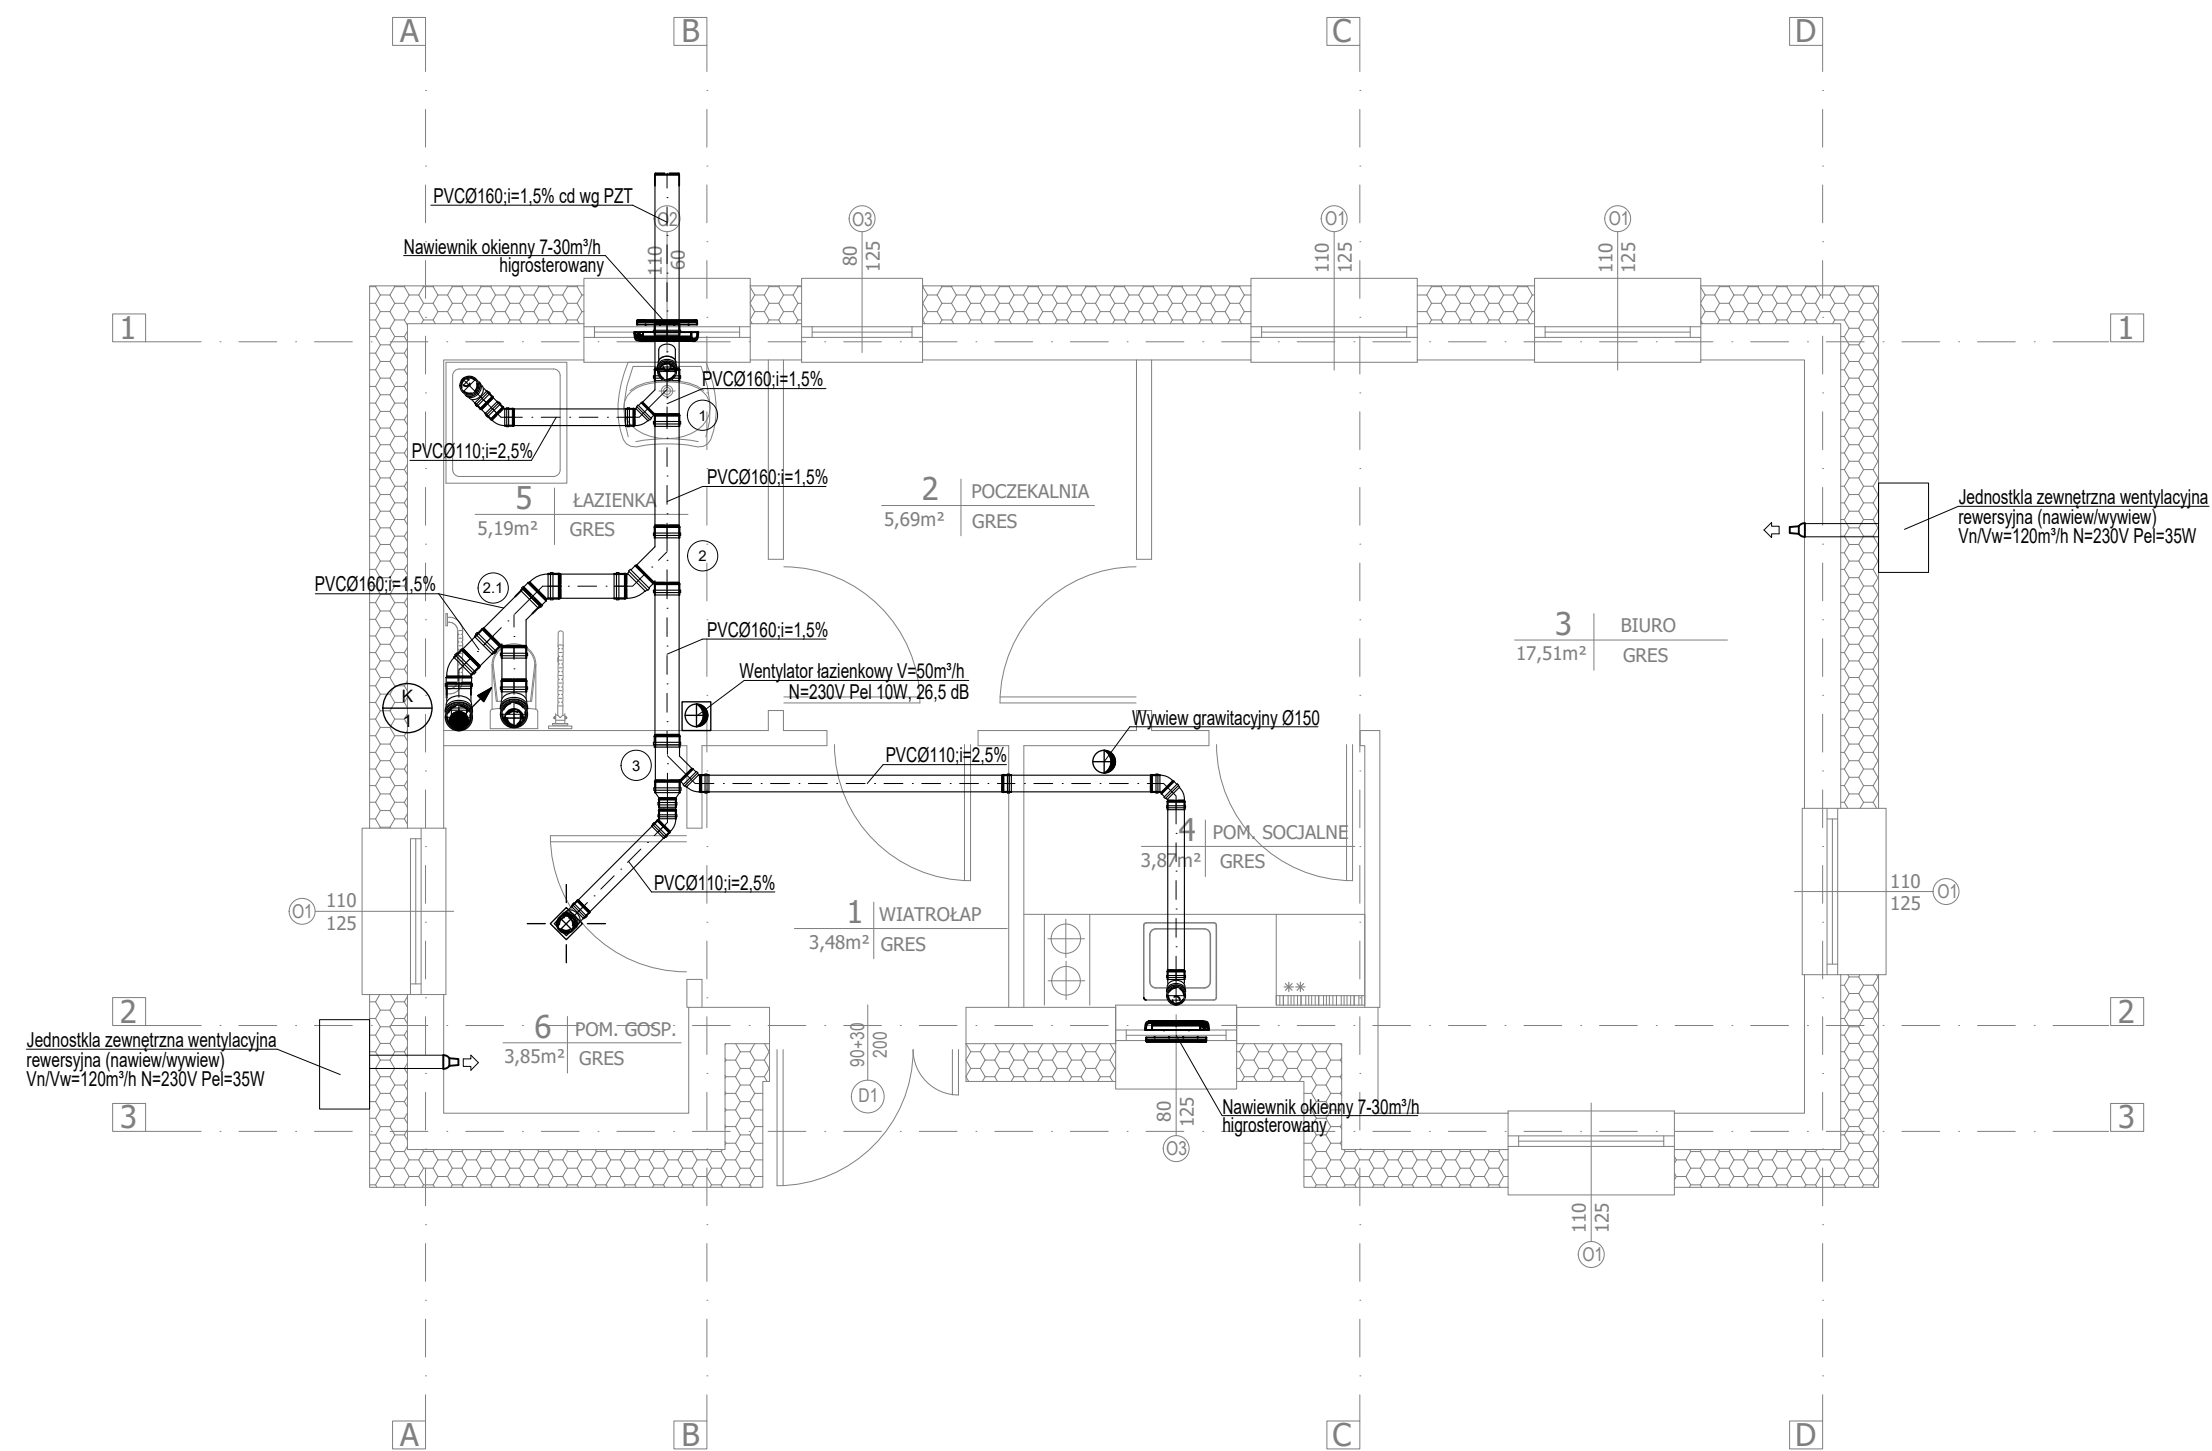 A
B
C
D
PVCØ160;i=1,5% cd wg PZT
O2
110
60
O3
80
125
O1
110
125
O1
110
125
Nawiewnik okienny 7-30m³/h
higrosterowany
1
1
PVCØ160;i=1,5%
1
PVCØ110;i=2,5%
PVCØ160;i=1,5%
5 ŁAZIENKA
5,19m² GRES
2 POCZEKALNIA
5,69m² GRES
Jednostkla zewnętrzna wentylacyjna
rewersyjna (nawiew/wywiew)
Vn/Vw=120m³/h N=230V Pel=35W
2
2.1
PVCØ160;i=1,5%
PVCØ160;i=1,5%
3 BIURO
17,51m² GRES
Wentylator łazienkowy V=50m³/h
N=230V Pel 10W, 26,5 dB
K
1
Wywiew grawitacyjny Ø150
3
PVCØ110;i=2,5%
4 POM. SOCJALNE
3,87m² GRES
PVCØ110;i=2,5%
O1
110
125
110
125
O1
1 WIATROŁAP
3,48m² GRES
**
2
2
6 POM. GOSP.
3,85m² GRES
90+30
200
D1
Jednostkla zewnętrzna wentylacyjna
rewersyjna (nawiew/wywiew)
Vn/Vw=120m³/h N=230V Pel=35W
80
125
O3
Nawiewnik okienny 7-30m³/h
higrosterowany
3
3
110
125
O1
A
B
C
D